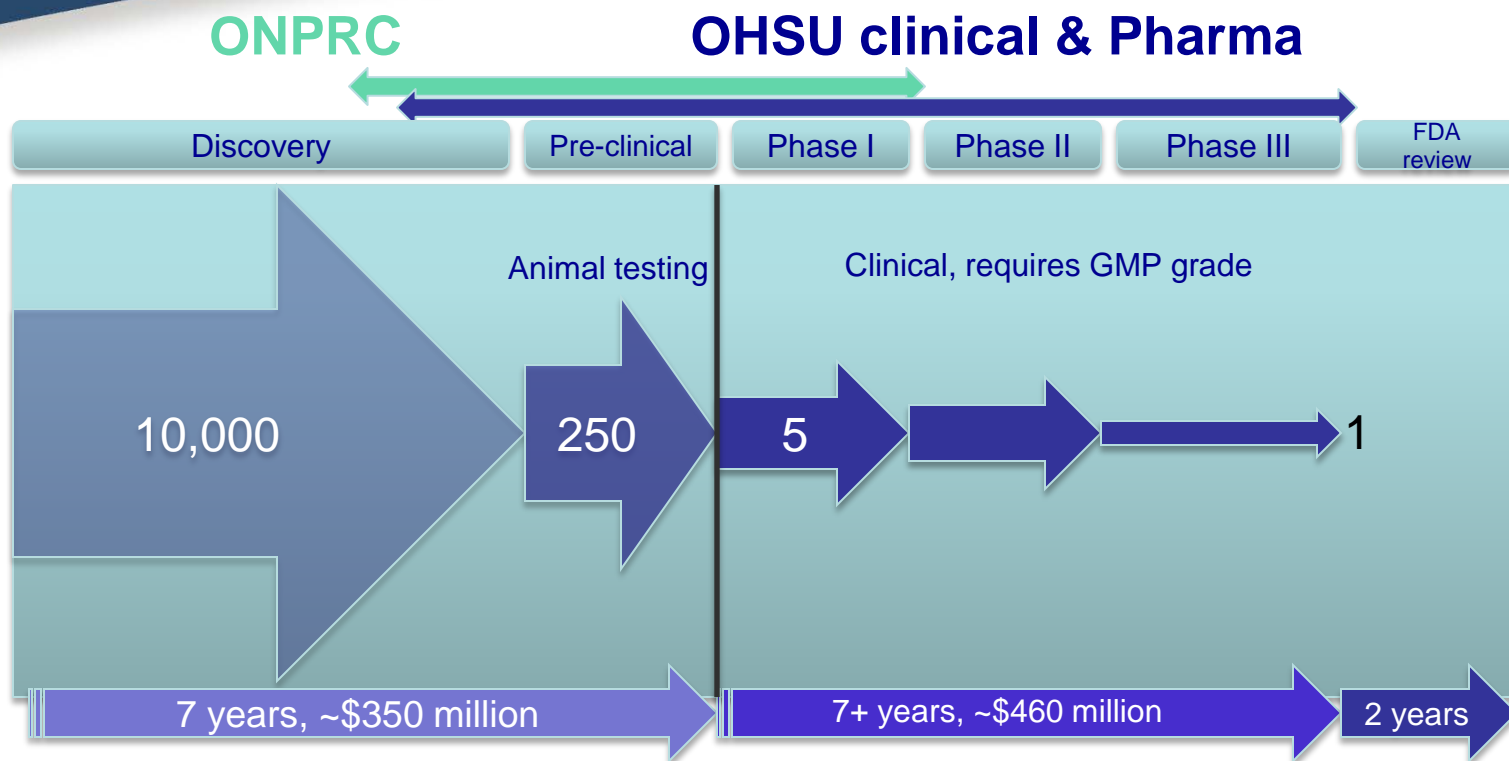 ONPRC
OHSU clinical & Pharma
Discovery
Pre-clinical
Phase I
Phase II
Phase III
FDA
review
Animal testing
Clinical, requires GMP grade
10,000
250
5
1
7 years, ~$350 million
7+ years, ~$460 million
2 years